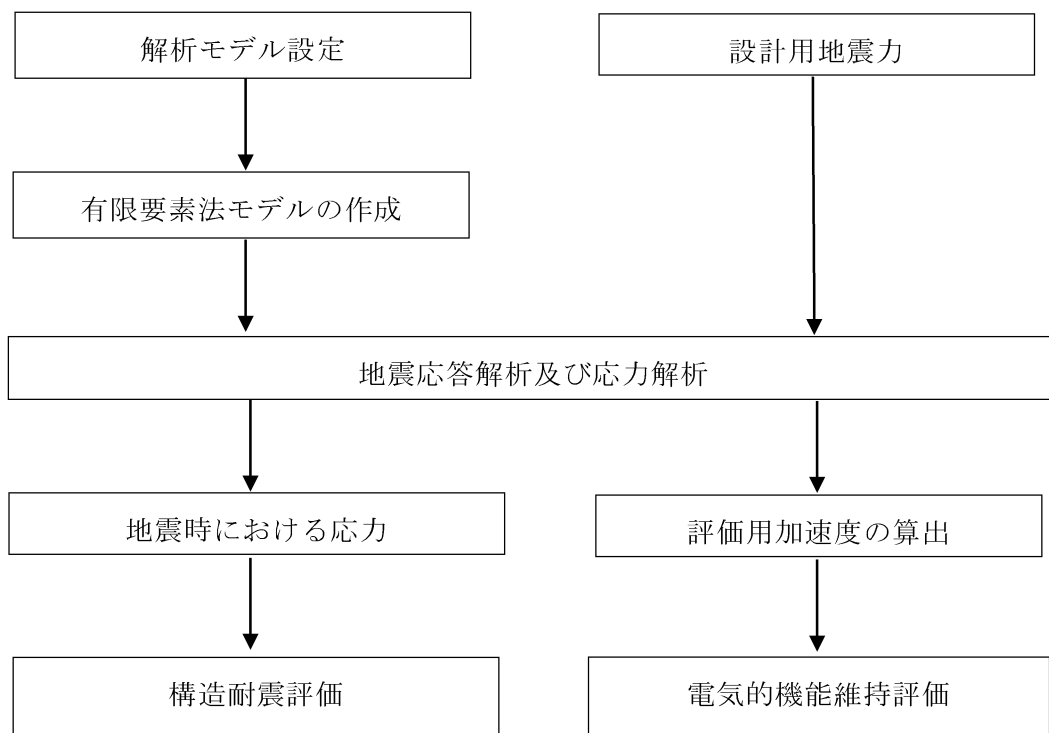 解析モデル設定
設計用地震力
有限要素法モデルの作成
地震応答解析及び応力解析
地震時における応力
評価用加速度の算出
構造耐震評価
電気的機能維持評価